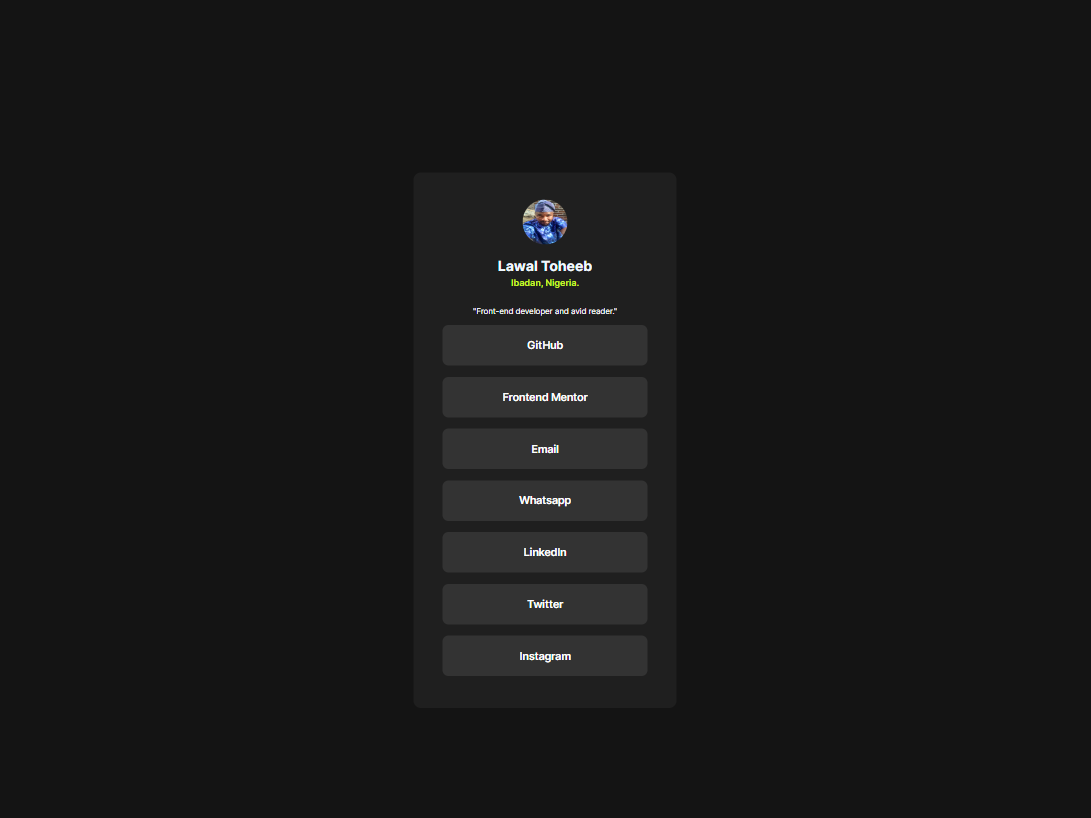 Lawal Toheeb
Ibadan, Nigeria.
"Front-end developer and avid reader."
GitHub
Frontend Mentor
Email
Whatsapp
LinkedIn
Twitter
Instagram